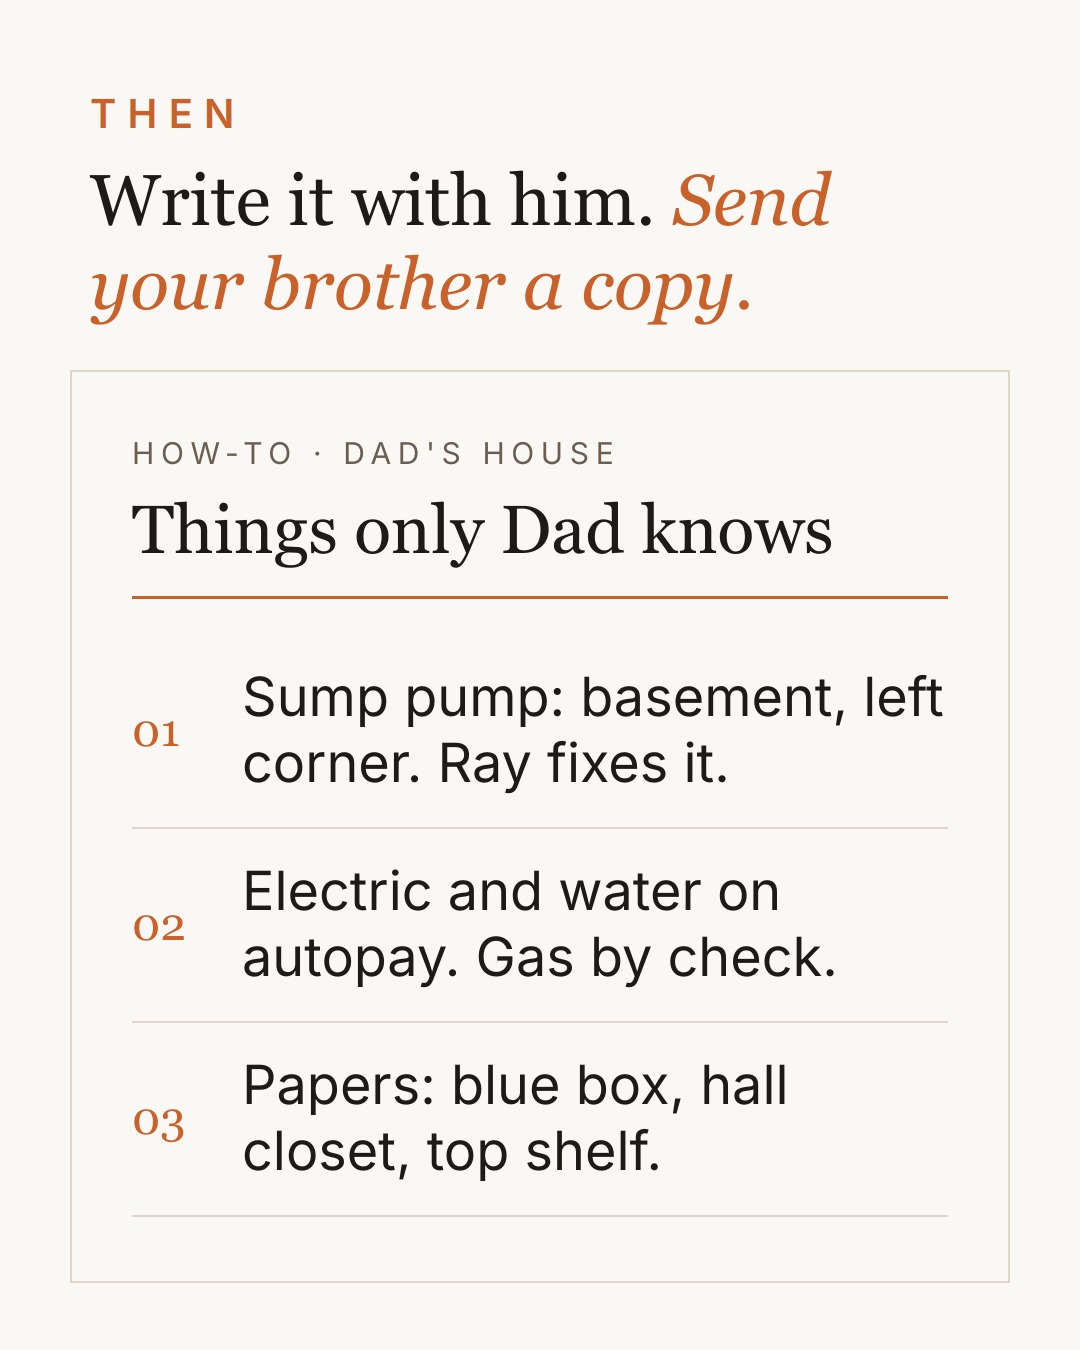 THEN
Write it with him. Send
your brother a copy.
HOW-TO · DAD'S HOUSE
Things only Dad knows
01
Sump pump: basement, left
corner. Ray fixes it.
02
Electric and water on
autopay. Gas by check.
03
Papers: blue box, hall
closet, top shelf.